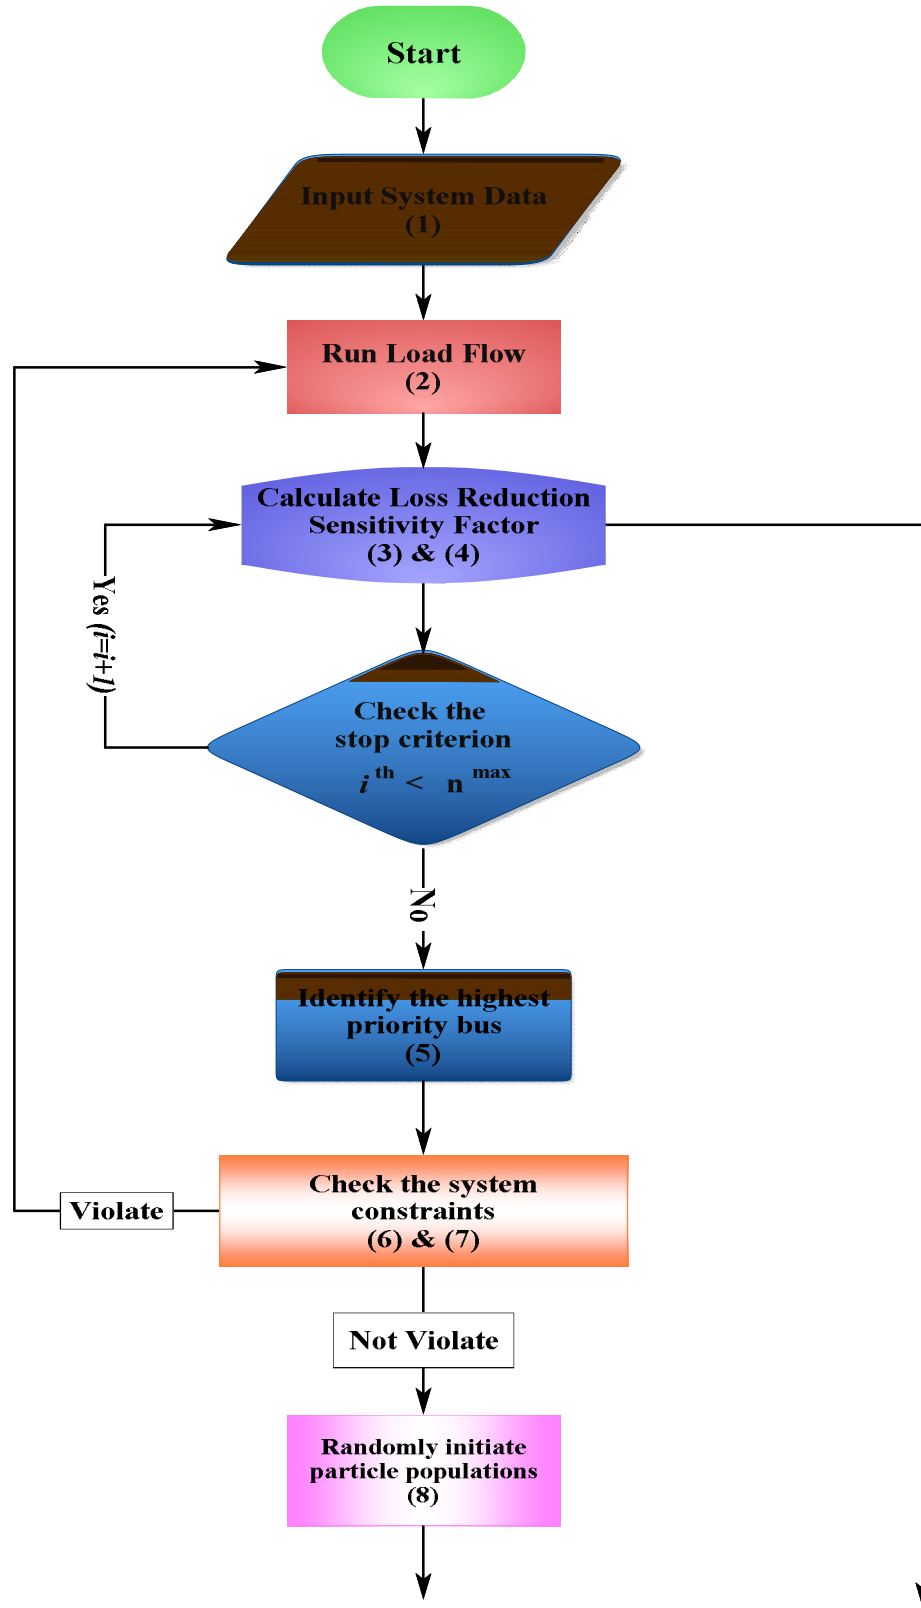 Start
Input System Data
(1)
Run Load Flow
(2)
Calculate Loss Reduction
Sensitivity Factor
(3) & (4)
Yes (i=i+1)
Check the
stop criterion
i th < n max
No
Identify the highest
priority bus
(5)
Check the system
constraints
(6) & (7)
Violate
Not Violate
Randomly initiate
particle populations
(8)